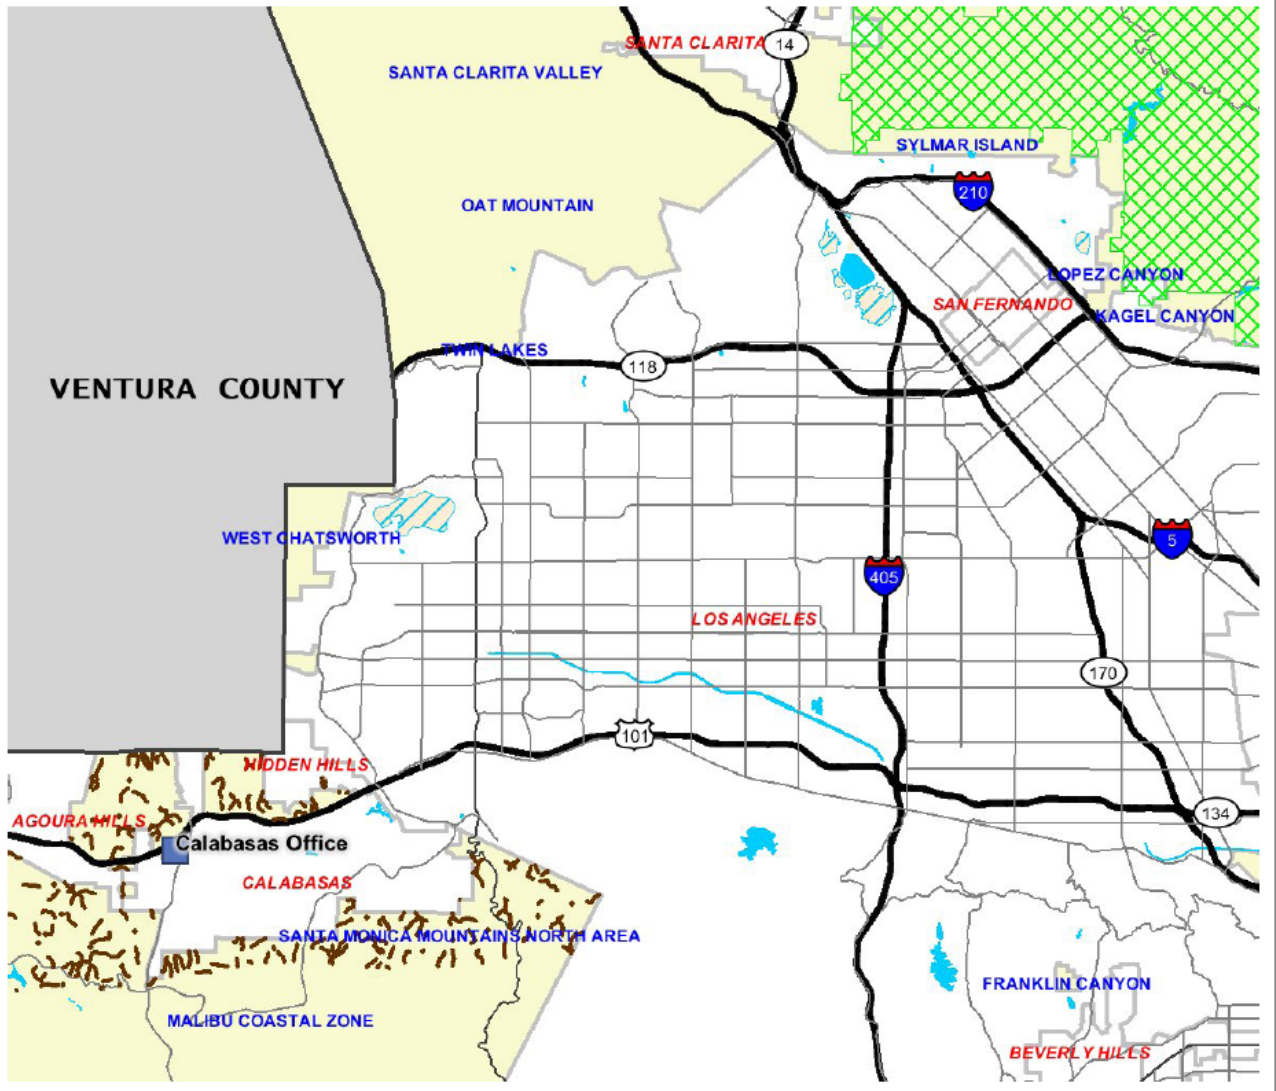 SANTA CLARITA
14
SANTA CLARITA VALLEY
SYLMAR ISLAND
210
OAT MOUNTAIN
LOPEZ CANYON
SAN FERNANDO
KAGEL CANYON
TWIN LAKES
118
VENTURA COUNTY
WEST CHATSWORTH
5
405
LOS ANGELES
170
101
HIDDEN HILLS
134
AGOURA HILLS
Calabasas Office
CALABASAS
SANTA MONICA MOUNTAINS NORTH AREA
FRANKLIN CANYON
MALIBU COASTAL ZONE
BEVERLY HILLS